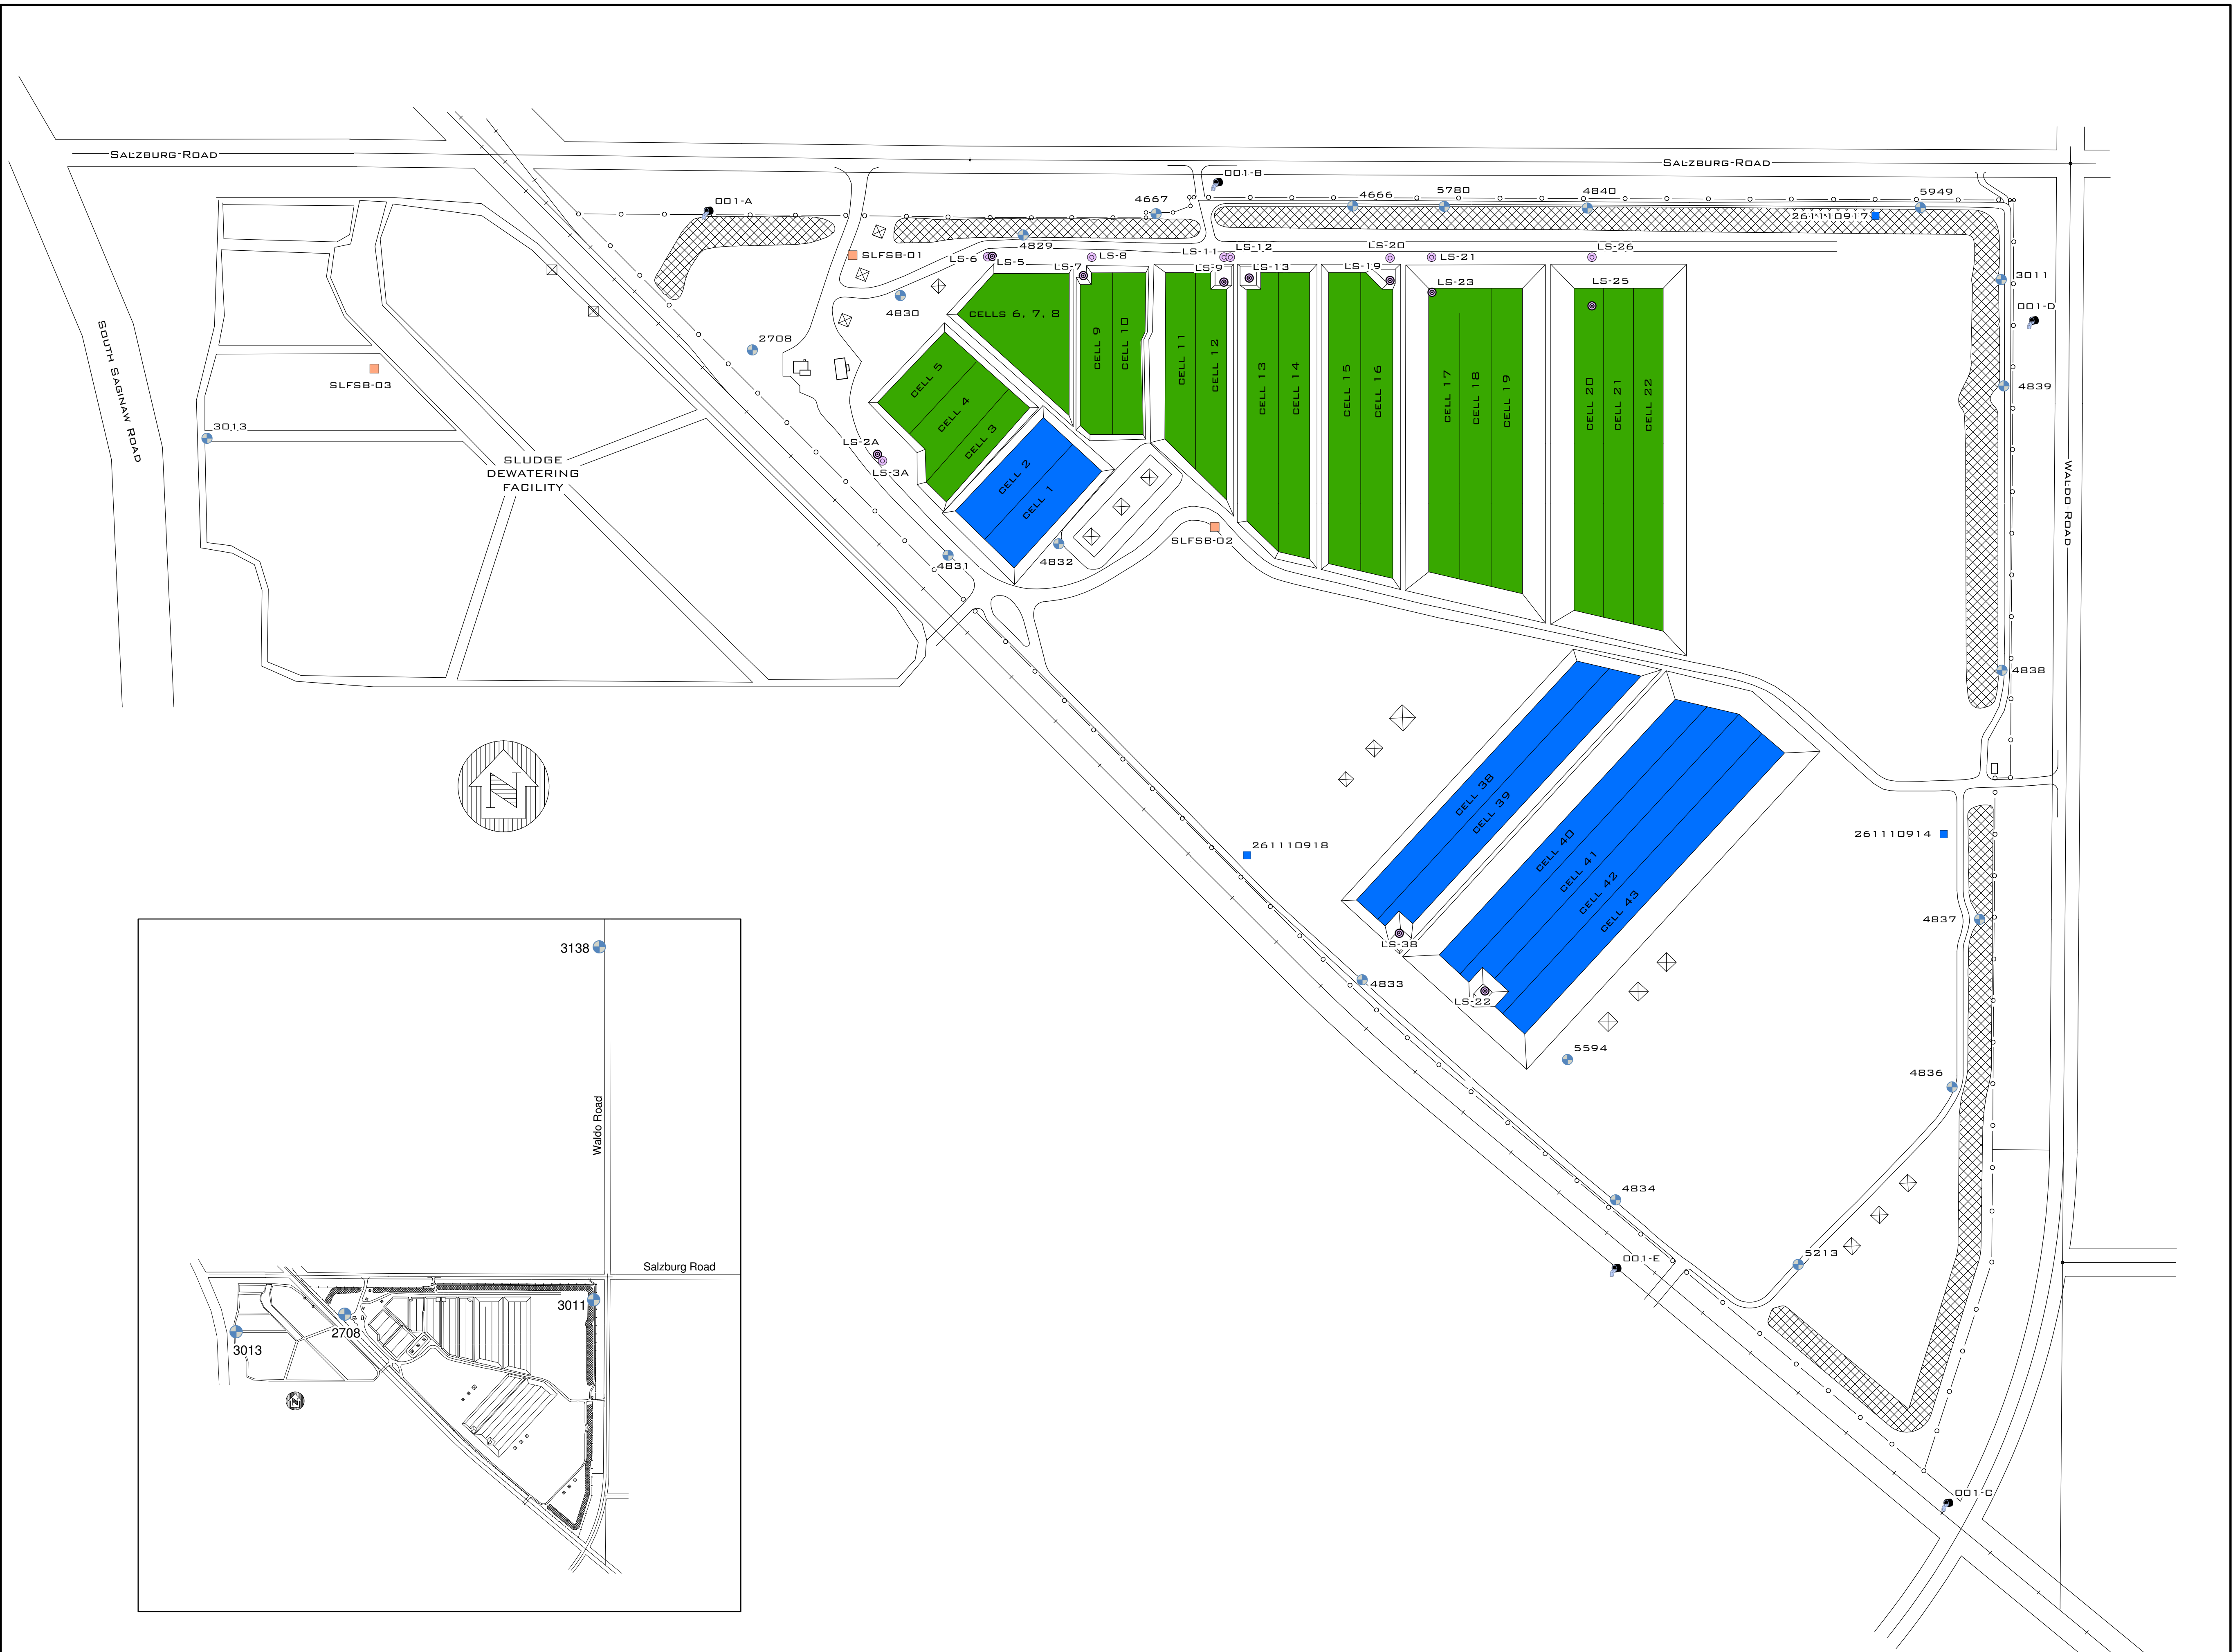 SALZBURG ROAD
SALZBURG ROAD
001-B
001-A
4667
4666
5780
4840
5949
261110917
4829
SLFSB-01
LS-6
LS-5
LS-7
LS-8
LS-11
LS-12
LS-9
LS-13
LS-20
LS-19
LS-21
LS-23
LS-26
LS-25
3011
001-D
4830
2708
4839
SLFSB-03
3013
SOUTH SAGINAW ROAD
SLUDGE
DEWATERING
FACILITY
CELLS 6, 7, 8
CELL 5
CELL 4
CELL 3
CELL 2
CELL 1
CELL 9
CELL 10
CELL 11
CELL 12
CELL 13
CELL 14
CELL 15
CELL 16
CELL 17
CELL 18
CELL 19
CELL 20
CELL 21
CELL 22
WALDO ROAD
LS-2A
LS-3A
4831
4832
SLFSB-02
4838
N
CELL 38
CELL 39
CELL 40
CELL 41
CELL 42
CELL 43
261110918
261110914
4837
LS-38
LS-22
4833
5594
4836
4834
001-E
5213
001-C
3138
Waldo Road
Salzburg Road
3011
2708
3013
N